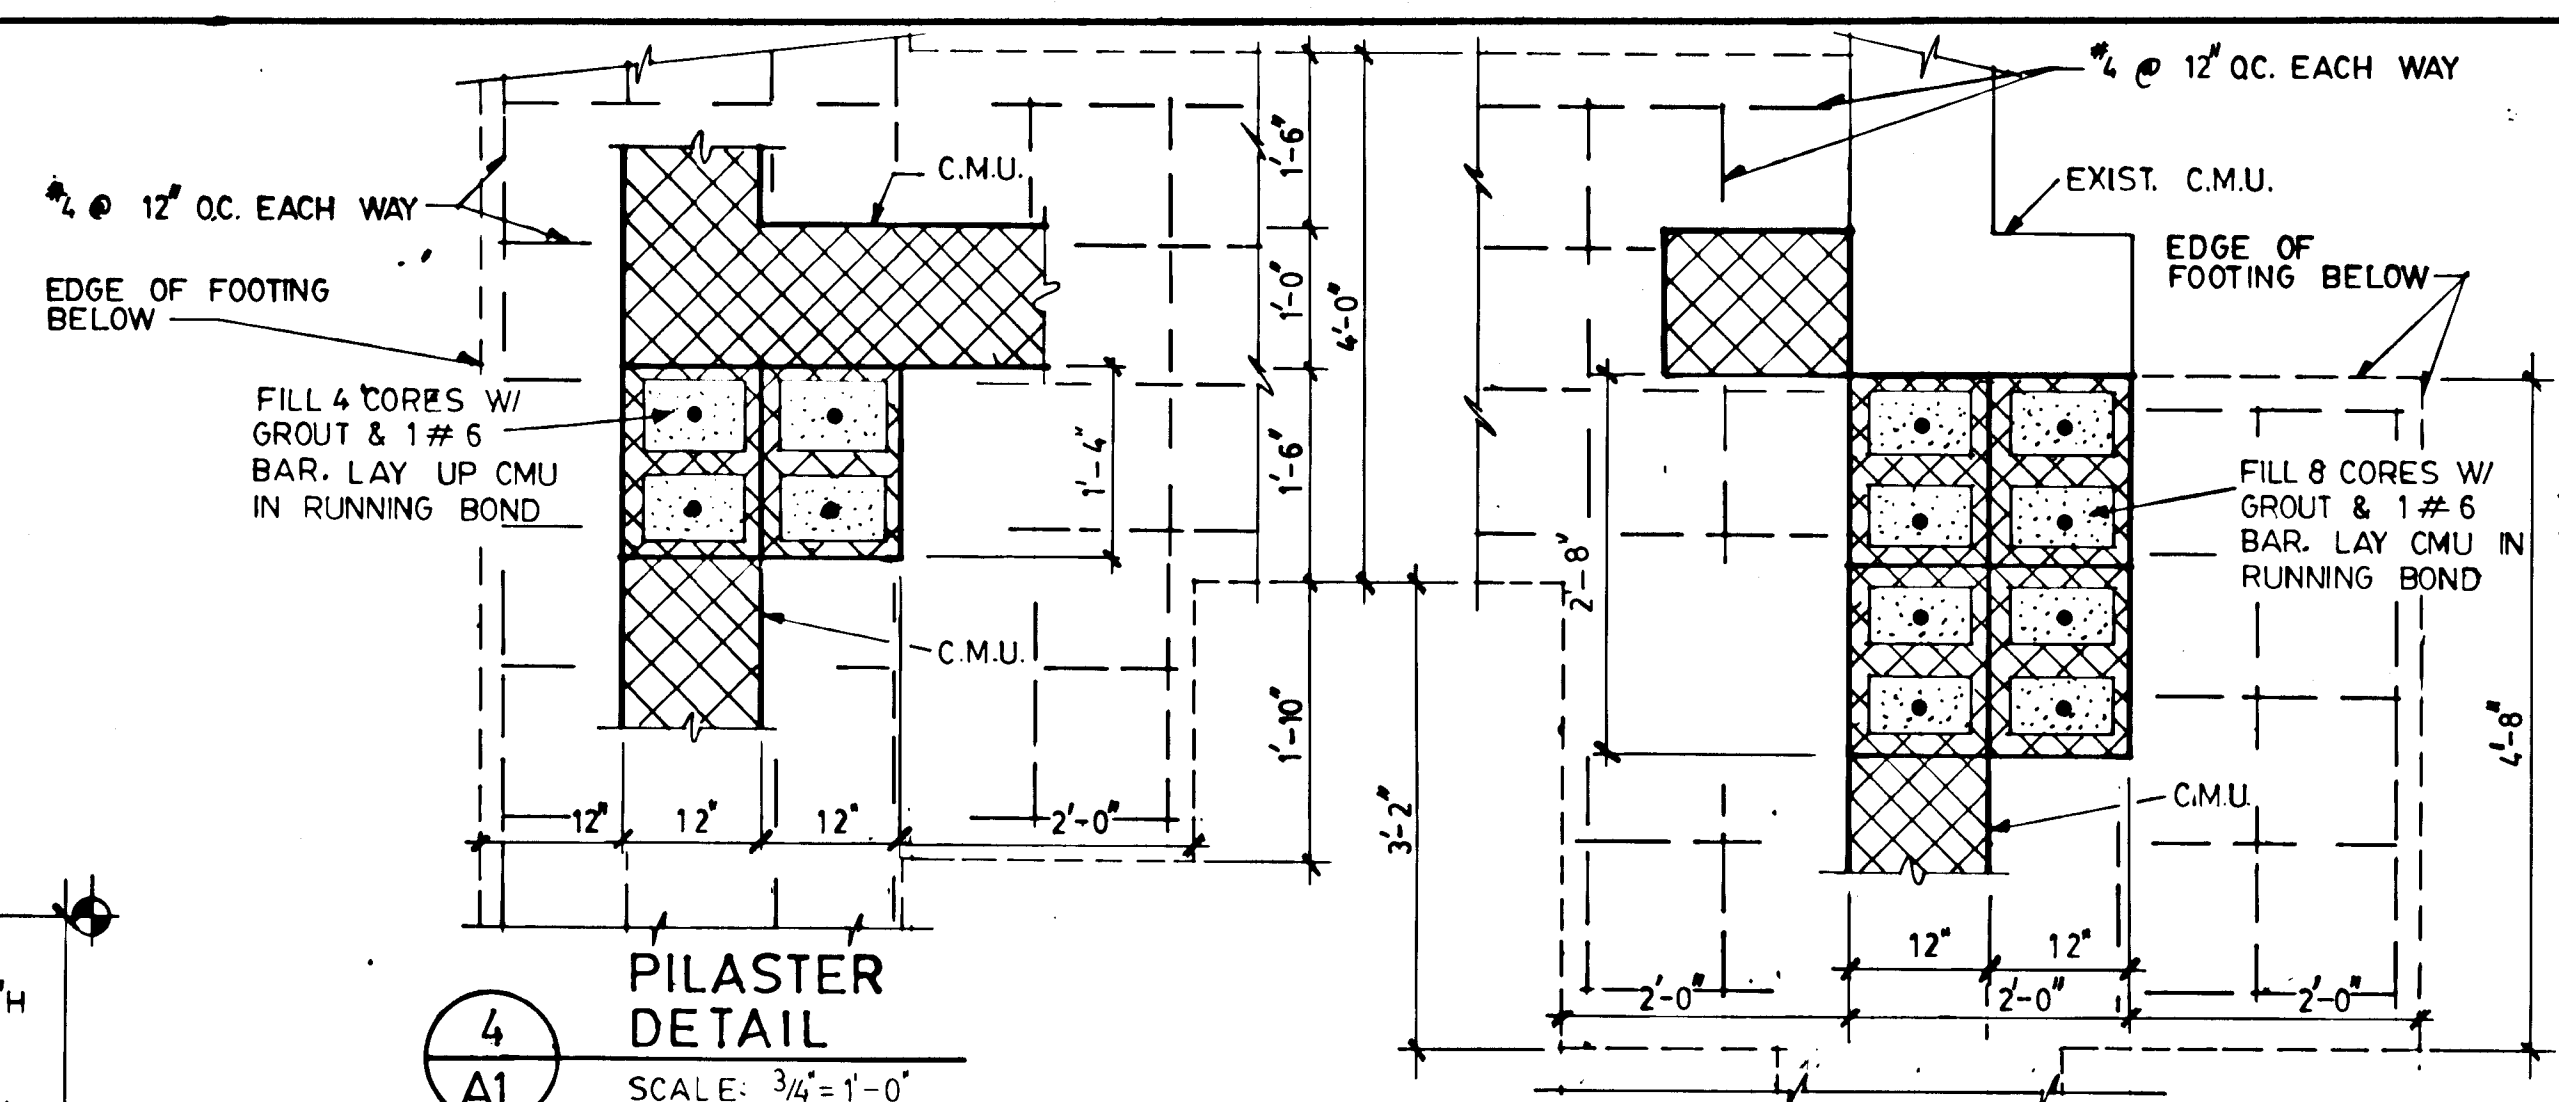 #4 @ 12" O.C. EACH WAY
EDGE OF FOOTING
BELOW
FILL 4 CORES W/
GROUT & 1 # 6
BAR. LAY UP CMU
IN RUNNING BOND
C.M.U.
C.M.U.
1'-4"
1'-6"
1'-0"
1'-6"
1'-10"
4'-0"
3'-2"
12"
12"
12"
2'-0"
#4 @ 12" O.C. EACH WAY
EXIST. C.M.U.
EDGE OF
FOOTING BELOW
FILL 8 CORES W/
GROUT & 1 # 6
BAR. LAY CMU IN
RUNNING BOND
C.M.U.
2'-8"
4'-8"
12"
12"
2'-0"
2'-0"
2'-0"
'H
4
A1
PILASTER
DETAIL
SCALE: 3/4" = 1'-0"